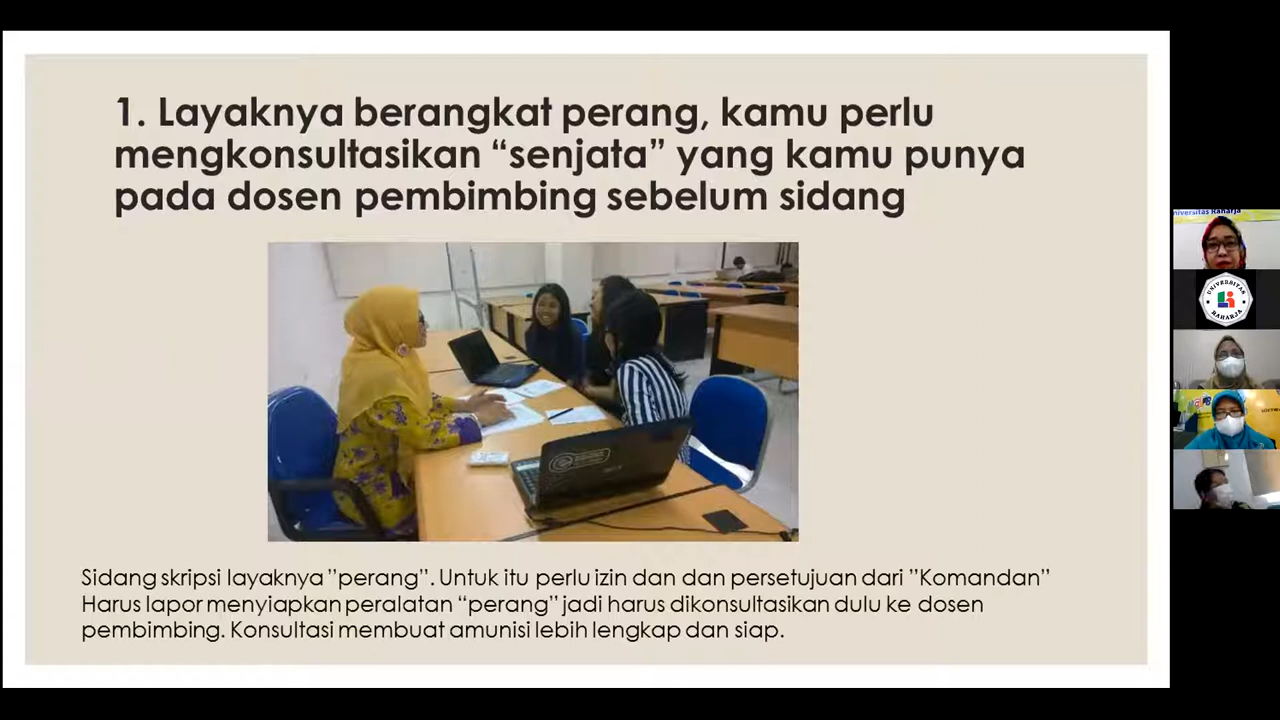 1. Layaknya berangkat perang, kamu perlu
mengkonsultasikan “senjata” yang kamu punya
pada dosen pembimbing sebelum sidang
Sidang skripsi layaknya ”perang”. Untuk itu perlu izin dan dan persetujuan dari ”Komandan”
Harus lapor menyiapkan peralatan “perang” jadi harus dikonsultasikan dulu ke dosen
pembimbing. Konsultasi membuat amunisi lebih lengkap dan siap.
niversitas Raharja
UNIVERSITAS
RAHARJA